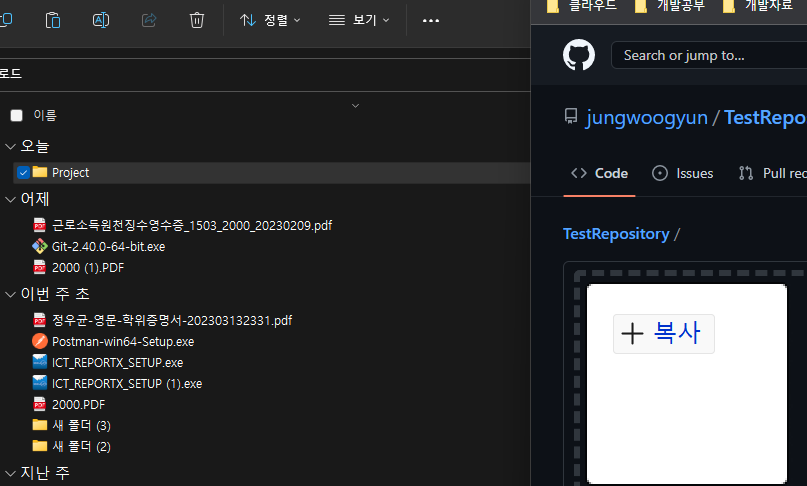 정렬 보기
로드
이름
오늘
Project
어제
근로소득원천징수영수증_1503_2000_20230209.pdf
Git-2.40.0-64-bit.exe
2000 (1).PDF
이번 주 초
정우균-영문-학위증명서-202303132331.pdf
Postman-win64-Setup.exe
ICT_REPORTX_SETUP.exe
ICT_REPORTX_SETUP (1).exe
2000.PDF
새 폴더 (3)
새 폴더 (2)
지난 주
클라우드 개발공부 개발자료
Search or jump to...
jungwoogyun / TestRepo
Code Issues Pull rec
TestRepository /
+ 복사